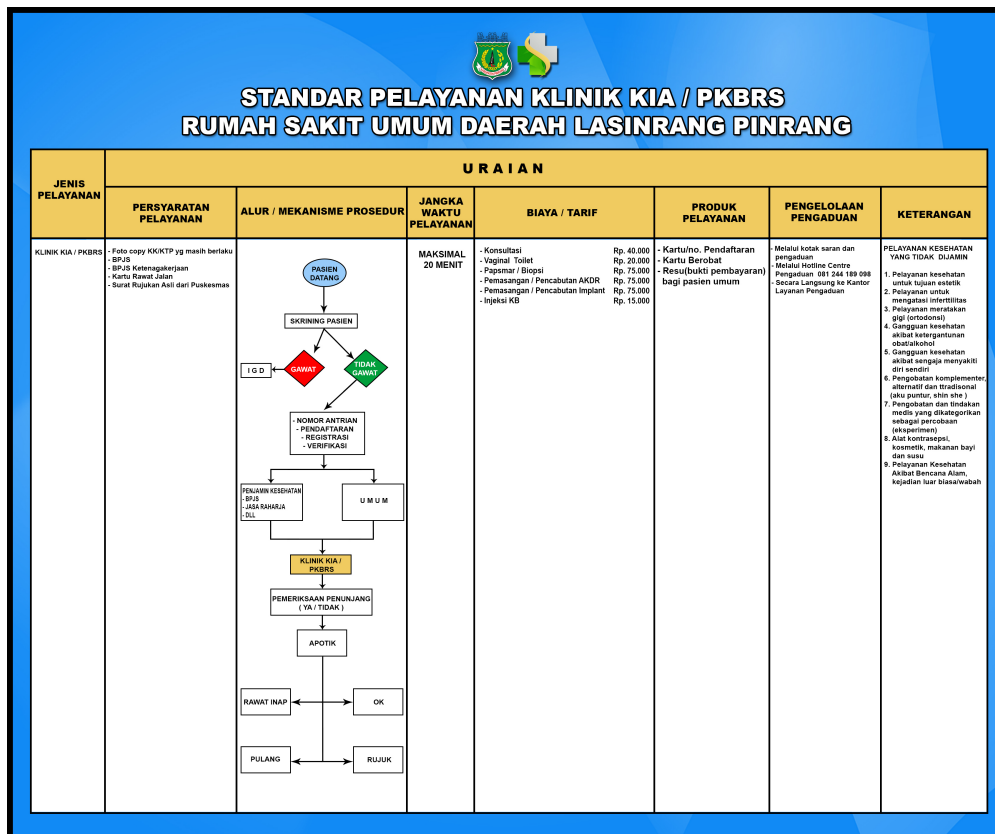 STANDAR PELAYANAN KLINIK KIA / PKBRS
RUMAH SAKIT UMUM DAERAH LASINRANG PINRANG
JENIS
PELAYANAN
U R A I A N
PERSYARATAN
PELAYANAN
ALUR / MEKANISME PROSEDUR
JANGKA
WAKTU
PELAYANAN
BIAYA / TARIF
PRODUK
PELAYANAN
PENGELOLAAN
PENGADUAN
KETERANGAN
KLINIK KIA / PKBRS
- Foto copy KK/KTP yg masih berlaku
- BPJS
- BPJS Ketenagakerjaan
- Kartu Rawat Jalan
- Surat Rujukan Asli dari Puskesmas
PASIEN
DATANG
SKRINING PASIEN
I G D
GAWAT
TIDAK
GAWAT
- NOMOR ANTRIAN
- PENDAFTARAN
- REGISTRASI
- VERIFIKASI
PENJAMIN KESEHATAN
- BPJS
- JASA RAHARJA
- DLL
U M U M
KLINIK KIA /
PKBRS
PEMERIKSAAN PENUNJANG
( YA / TIDAK )
APOTIK
RAWAT INAP
OK
PULANG
RUJUK
MAKSIMAL
20 MENIT
- Konsultasi Rp. 40.000
- Vaginal Toilet Rp. 20.000
- Papsmar / Biopsi Rp. 75.000
- Pemasangan / Pencabutan AKDR Rp. 75.000
- Pemasangan / Pencabutan Implant Rp. 75.000
- Injeksi KB Rp. 15.000
- Kartu/no. Pendaftaran
- Kartu Berobat
- Resu(bukti pembayaran)
bagi pasien umum
- Melalui kotak saran dan
pengaduan
- Melalui Hotline Centre
Pengaduan 081 244 189 098
- Secara Langsung ke Kantor
Layanan Pengaduan
PELAYANAN KESEHATAN
YANG TIDAK DIJAMIN
1. Pelayanan kesehatan
untuk tujuan estetik
2. Pelayanan untuk
mengatasi inferttilitas
3. Pelayanan meratakan
gigi (ortodonsi)
4. Gangguan kesehatan
akibat ketergantunan
obat/alkohol
5. Gangguan kesehatan
akibat sengaja menyakiti
diri sendiri
6. Pengobatan komplementer,
alternatif dan ttradisonal
(aku puntur, shin she )
7. Pengobatan dan tindakan
medis yang dikategorikan
sebagai percobaan
(eksperimen)
8. Alat kontrasepsi,
kosmetik, makanan bayi
dan susu
9. Pelayanan Kesehatan
Akibat Bencana Alam,
kejadian luar biasa/wabah